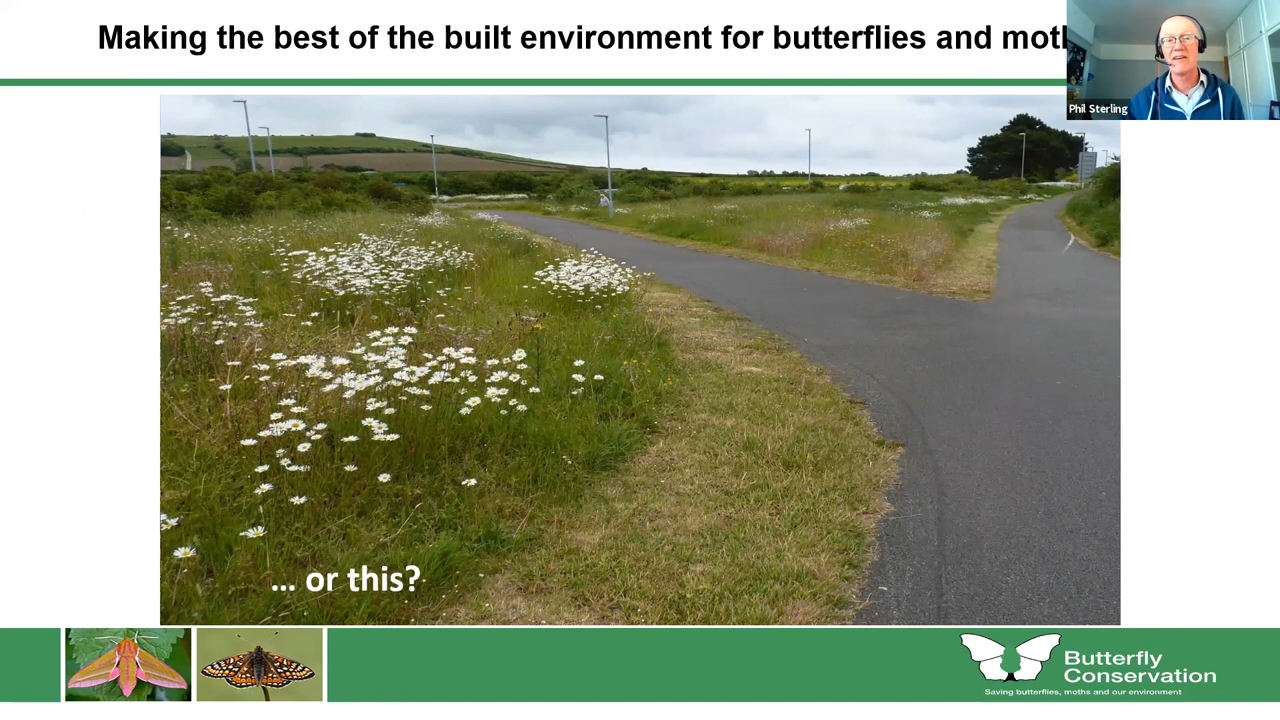 Making the best of the built environment for butterflies and mot
Phil Sterling
... or this?
Butterfly
Conservation
Saving butterflies, moths and our environment